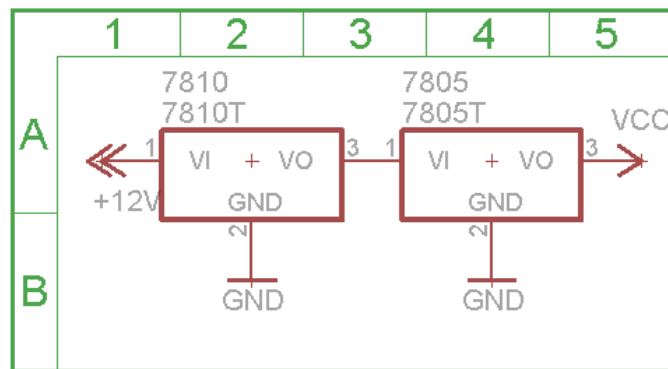 1 2 3 4 5
7810 7805
7810T 7805T
VCC
A
1 VI VO 3 1 VI VO 3
+12V GND GND
2 2
B
GND GND